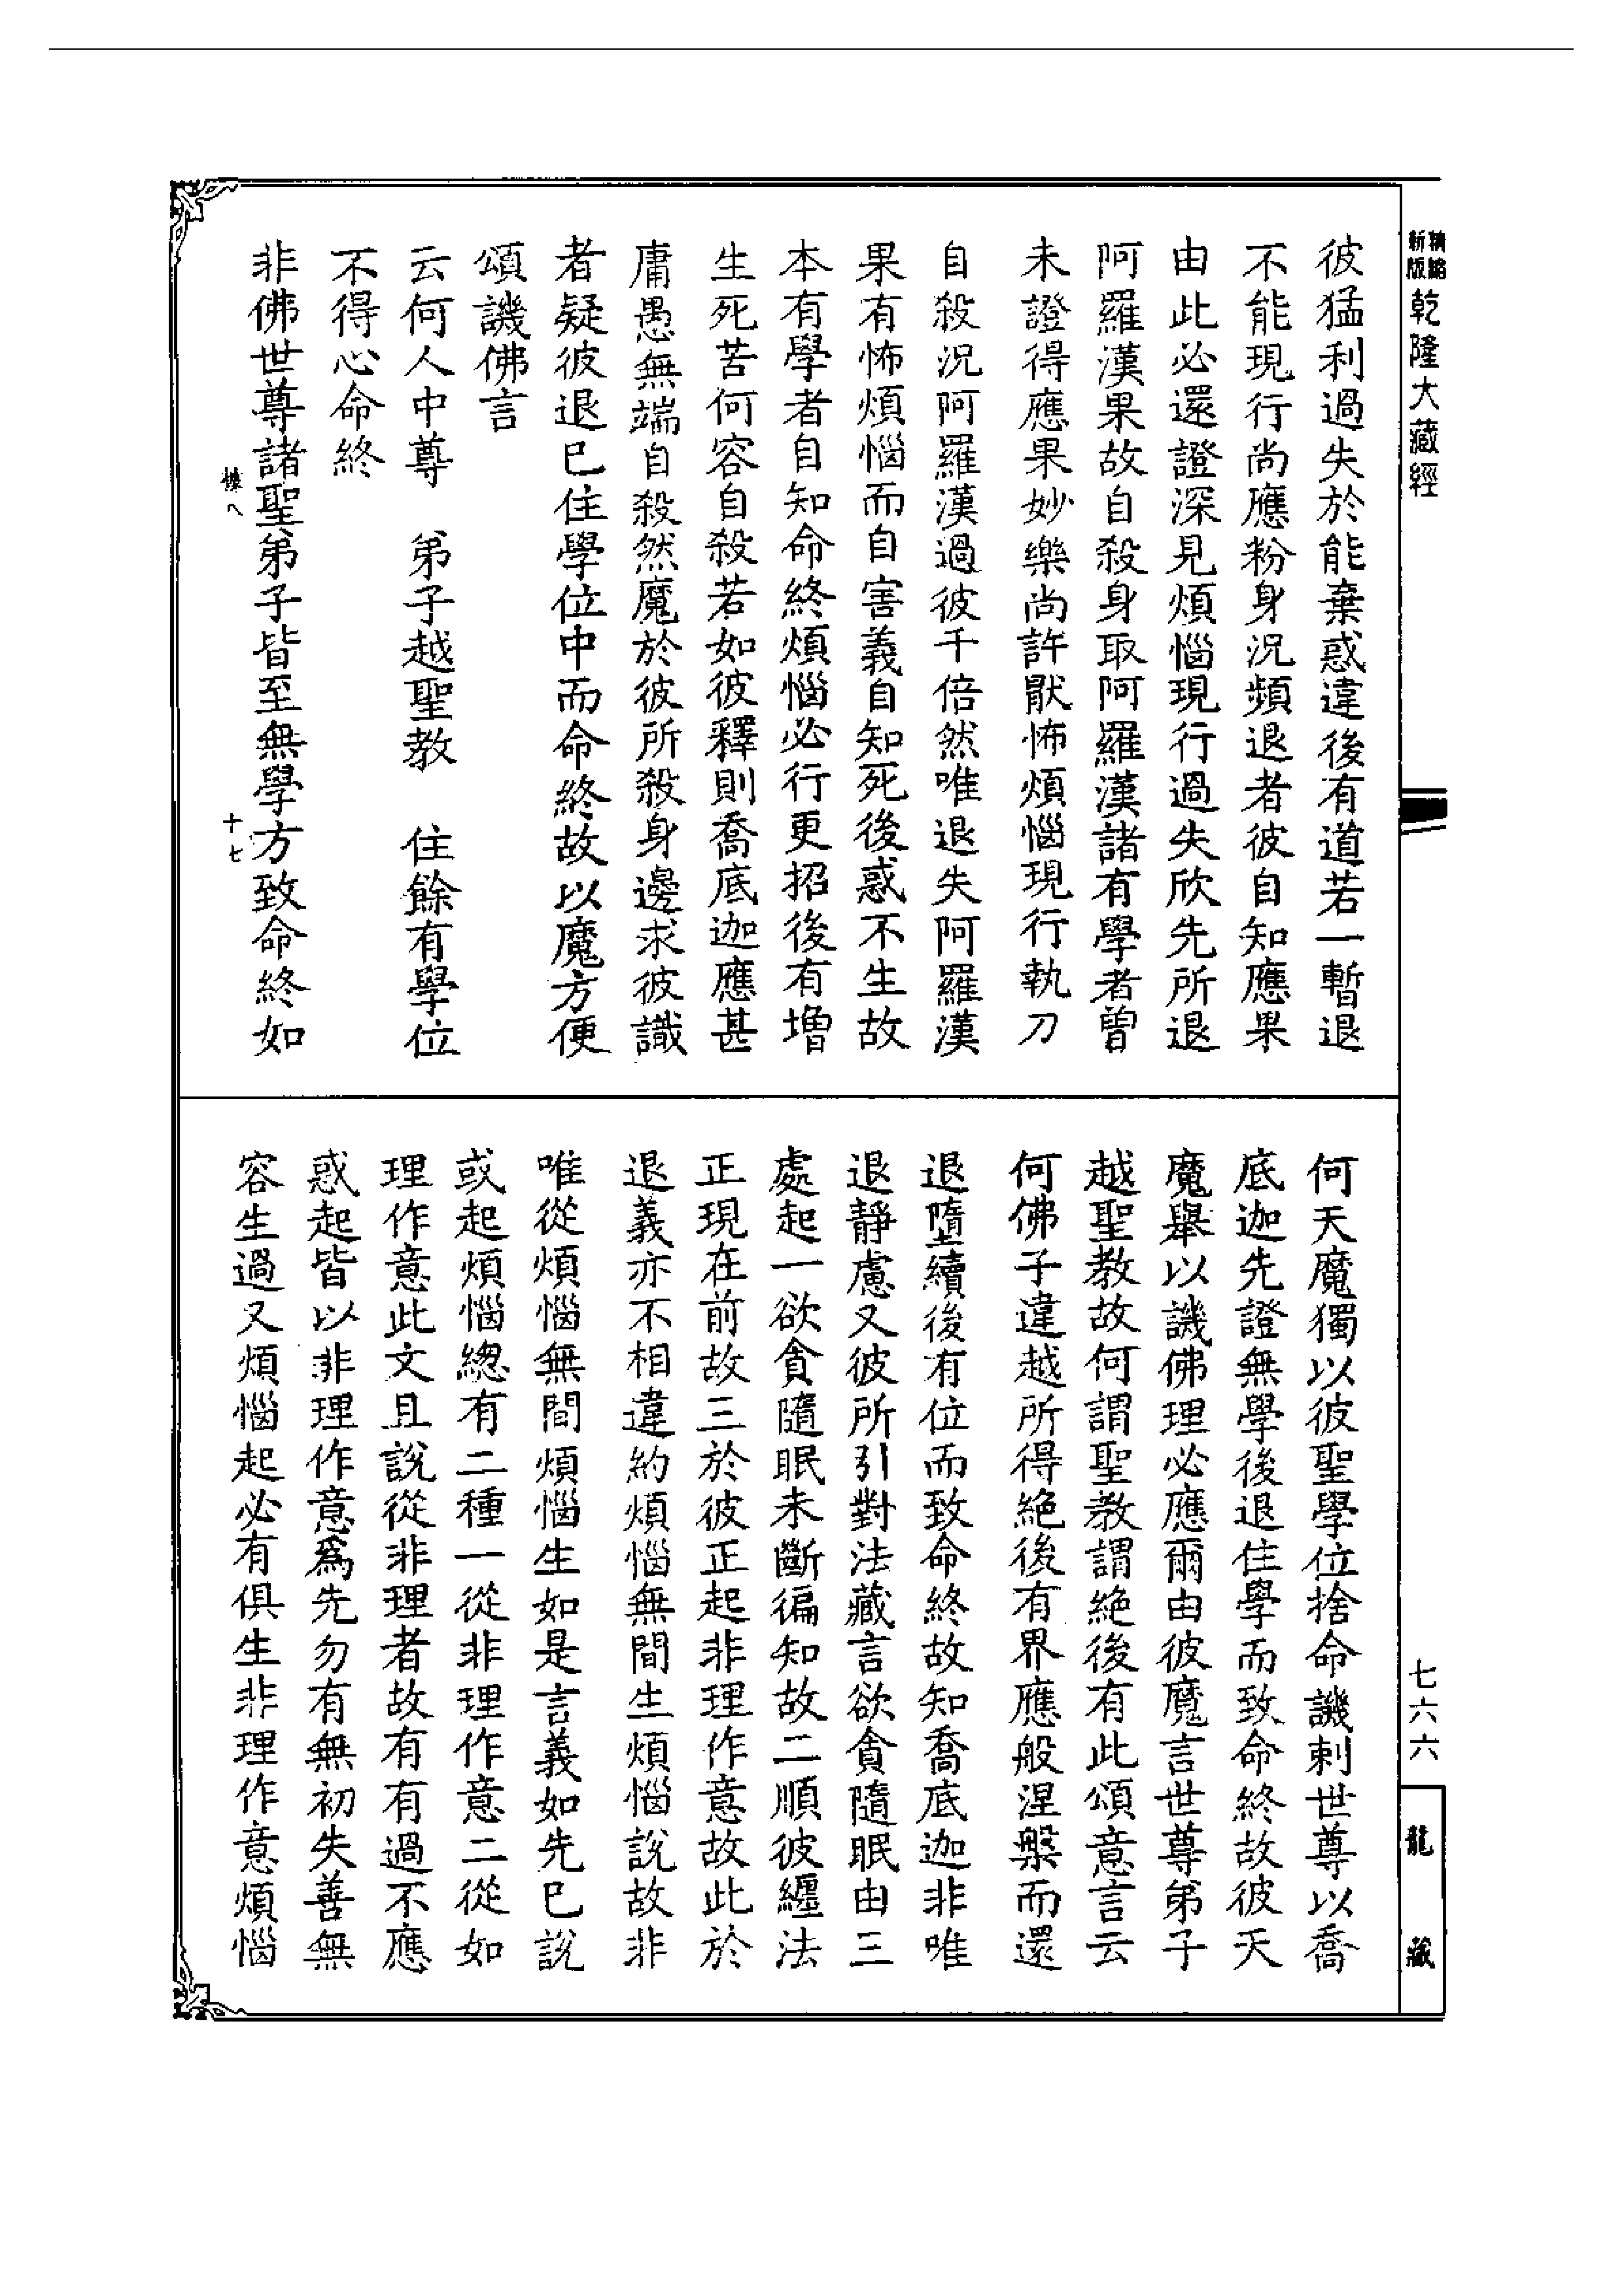 精縮
新版
乾隆大藏經
彼猛利過失於能棄惑違後有道若一暫退
不能現行尚應粉身況頻退者彼自知應果
由此必還證深見煩惱現行過失欣先所退
阿羅漢果故自殺身取阿羅漢諸有學者曾
未證得應果妙樂尚許厭怖煩惱現行執刀
自殺況阿羅漢過彼千倍然唯退失阿羅漢
果有怖煩惱而自害義自知死後惑不生故
本有學者自知命終煩惱必行更招後有增
生死苦何容自殺若如彼釋則喬底迦應甚
庸愚無端自殺然魔於彼所殺身邊求彼識
者疑彼退已住學位中而命終故以魔方便
頌譏佛言
云何人中尊　弟子越聖教　住餘有學位
不得心命終
非佛世尊諸聖弟子皆至無學方致命終如
十七
何天魔獨以彼聖學位捨命譏刺世尊以喬
底迦先證無學後退住學而致命終故彼天
魔舉以譏佛理必應爾由彼魔言世尊弟子
越聖教故何謂聖教謂絕後有此頌意言云
何佛子違越所得絕後有界應般涅槃而還
退墮續後有位而致命終故知喬底迦非唯
退靜慮又彼所引對法藏言欲貪隨眠由三
處起一欲貪隨眠未斷徧知故二順彼纏法
正現在前故三於彼正起非理作意故此於
退義亦不相違約煩惱無間生煩惱說故非
唯從煩惱無間煩惱生如是言義如先已說
或起煩惱總有二種一從非理作意二從如
理作意此文且說從非理者故有有過不應
惑起皆以非理作意為先勿有無初失善無
容生過又煩惱起必有俱生非理作意煩惱
七六六
龍藏